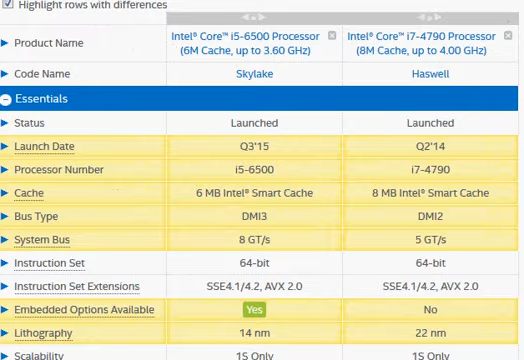 Highlight rows with differences
Product Name Intel® Core™ i5-6500 Processor (6M Cache, up to 3.60 GHz) Intel® Core™ i7-4790 Processor (8M Cache, up to 4.00 GHz)
Code Name Skylake Haswell
Essentials
Status Launched Launched
Launch Date Q3'15 Q2'14
Processor Number i5-6500 i7-4790
Cache 6 MB Intel® Smart Cache 8 MB Intel® Smart Cache
Bus Type DMI3 DMI2
System Bus 8 GT/s 5 GT/s
Instruction Set 64-bit 64-bit
Instruction Set Extensions SSE4.1/4.2, AVX 2.0 SSE4.1/4.2, AVX 2.0
Embedded Options Available Yes No
Lithography 14 nm 22 nm
Scalability 1S Only 1S Only